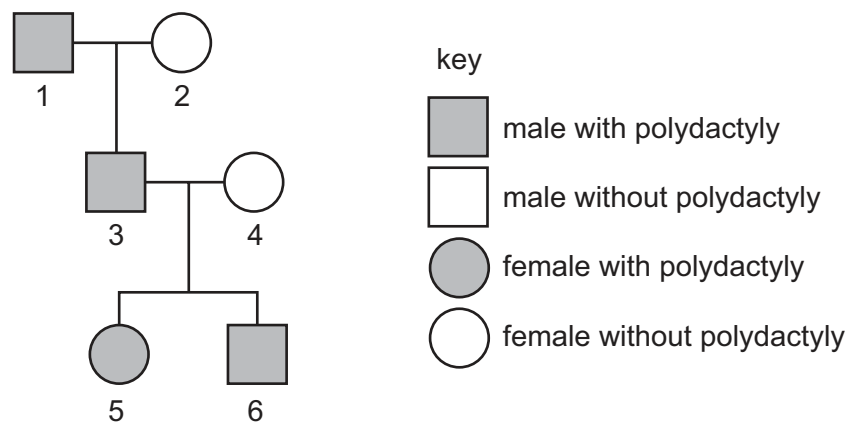 1
2
3
4
5
6
key
male with polydactyly
male without polydactyly
female with polydactyly
female without polydactyly